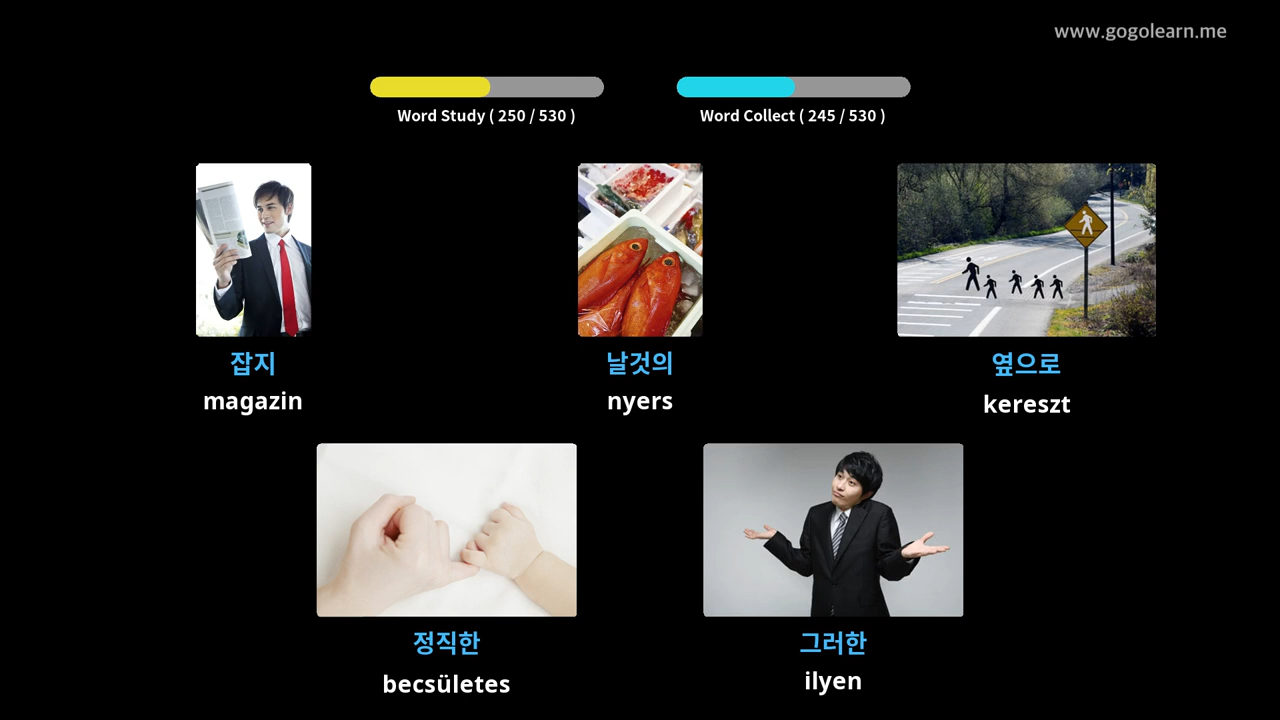 www.gogolearn.me
Word Study ( 250 / 530 )
Word Collect ( 245 / 530 )
잡지
magazin
날것의
nyers
옆으로
kereszt
정직한
becsületes
그러한
ilyen